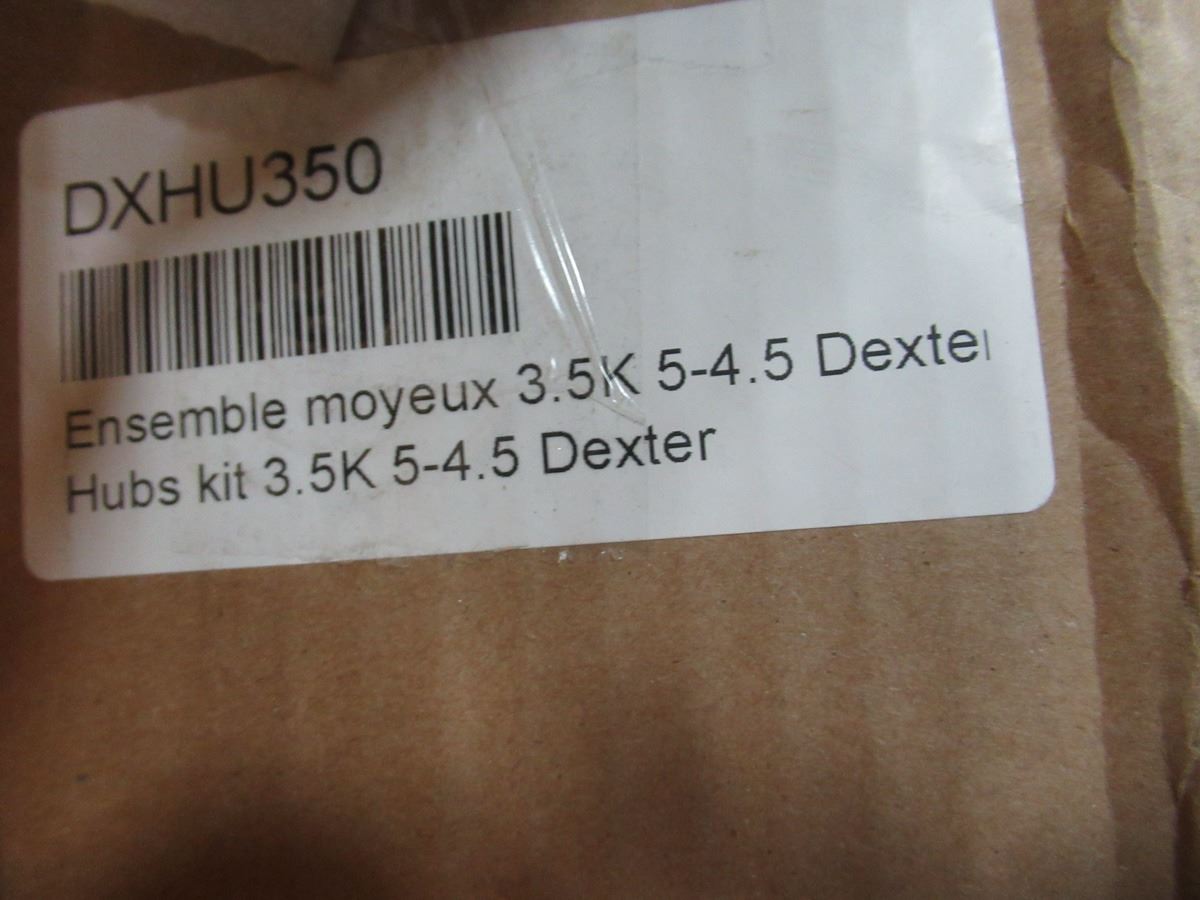 DXHU350
Ensemble moyeux 3.5K 5-4.5 Dexter
Hubs kit 3.5K 5-4.5 Dexter